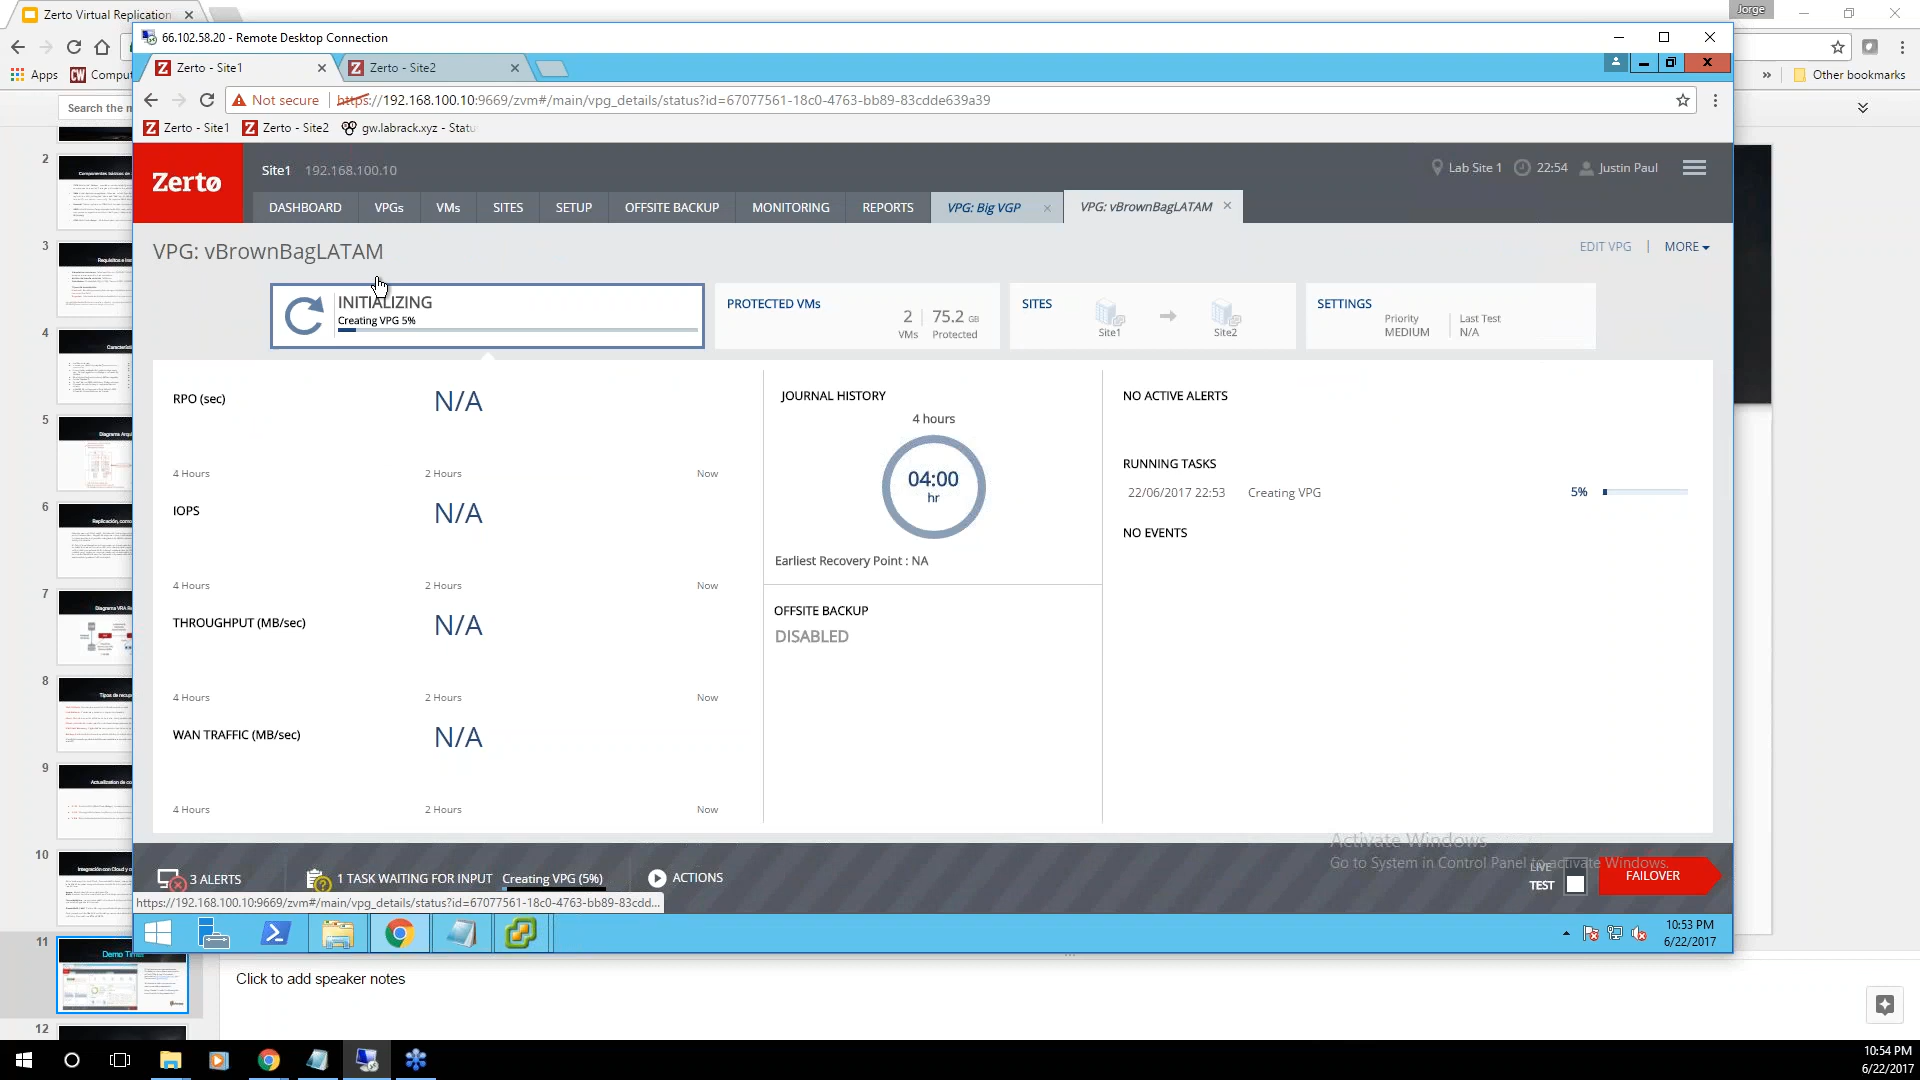 Zerto Virtual Replication
Jorge
66.102.58.20 - Remote Desktop Connection
Apps
Other bookmarks
Zerto - Site1
Zerto - Site2
Not secure
https://192.168.100.10:9669/zvm#/main/vpg_details/status?id=67077561-18c0-4763-bb89-83cdde639a39
Zerto - Site1
Zerto - Site2
gw.labrack.xyz - Statu
Zerto
Site1 192.168.100.10
Lab Site 1
22:54
Justin Paul
DASHBOARD
VPGs
VMs
SITES
SETUP
OFFSITE BACKUP
MONITORING
REPORTS
VPG: Big VGP
VPG: vBrownBagLATAM
VPG: vBrownBagLATAM
EDIT VPG
MORE
INITIALIZING
Creating VPG 5%
PROTECTED VMs
2
VMs
75.2 GB
Protected
SITES
Site1
Site2
SETTINGS
Priority
MEDIUM
Last Test
N/A
RPO (sec)
N/A
4 Hours
2 Hours
Now
IOPS
N/A
4 Hours
2 Hours
Now
THROUGHPUT (MB/sec)
N/A
4 Hours
2 Hours
Now
WAN TRAFFIC (MB/sec)
N/A
4 Hours
2 Hours
Now
JOURNAL HISTORY
4 hours
04:00
hr
Earliest Recovery Point : NA
OFFSITE BACKUP
DISABLED
NO ACTIVE ALERTS
RUNNING TASKS
22/06/2017 22:53 Creating VPG 5%
NO EVENTS
Activate Windows
Go to System in Control Panel to activate Windows.
3 ALERTS
1 TASK WAITING FOR INPUT
Creating VPG (5%)
ACTIONS
LIVE
TEST
FAILOVER
https://192.168.100.10:9669/zvm#/main/vpg_details/status?id=67077561-18c0-4763-bb89-83cdd...
10:53 PM
6/22/2017
2
3
4
5
6
7
8
9
10
11
12
Click to add speaker notes
10:54 PM
6/22/2017